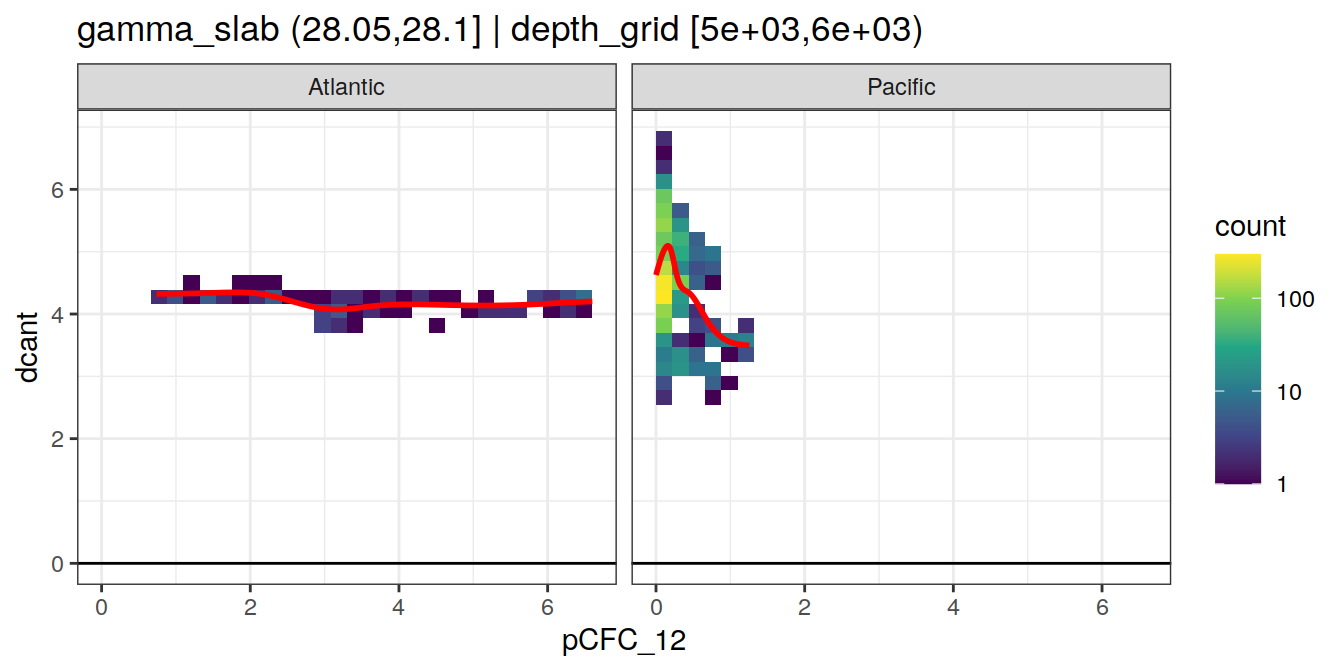 gamma_slab (28.05,28.1] | depth_grid [5e+03,6e+03)
Atlantic
Pacific
dcant
6
4
2
0
0 2 4 6
0 2 4 6
pCFC_12
count
100
10
1